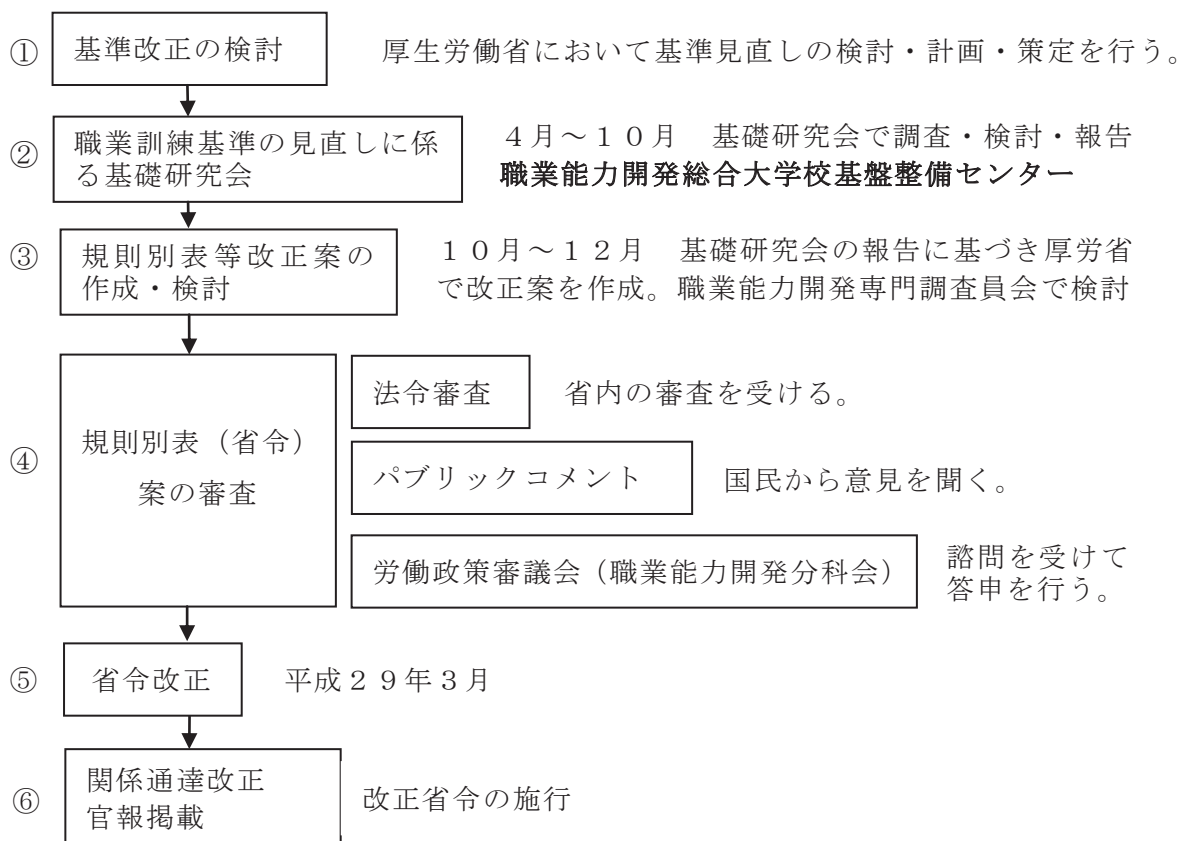 ① 基準改正の検討 厚生労働省において基準見直しの検討・計画・策定を行う。
② 職業訓練基準の見直しに係
る基礎研究会
４月～１０月 基礎研究会で調査・検討・報告
職業能力開発総合大学校基盤整備センター
③ 規則別表等改正案の
作成・検討
１０月～１２月 基礎研究会の報告に基づき厚労省
で改正案を作成。職業能力開発専門調査員会で検討
④ 規則別表（省令）
案の審査
法令審査 省内の審査を受ける。
パブリックコメント 国民から意見を聞く。
労働政策審議会（職業能力開発分科会） 諮問を受けて
答申を行う。
⑤ 省令改正 平成２９年３月
⑥ 関係通達改正
官報掲載
改正省令の施行